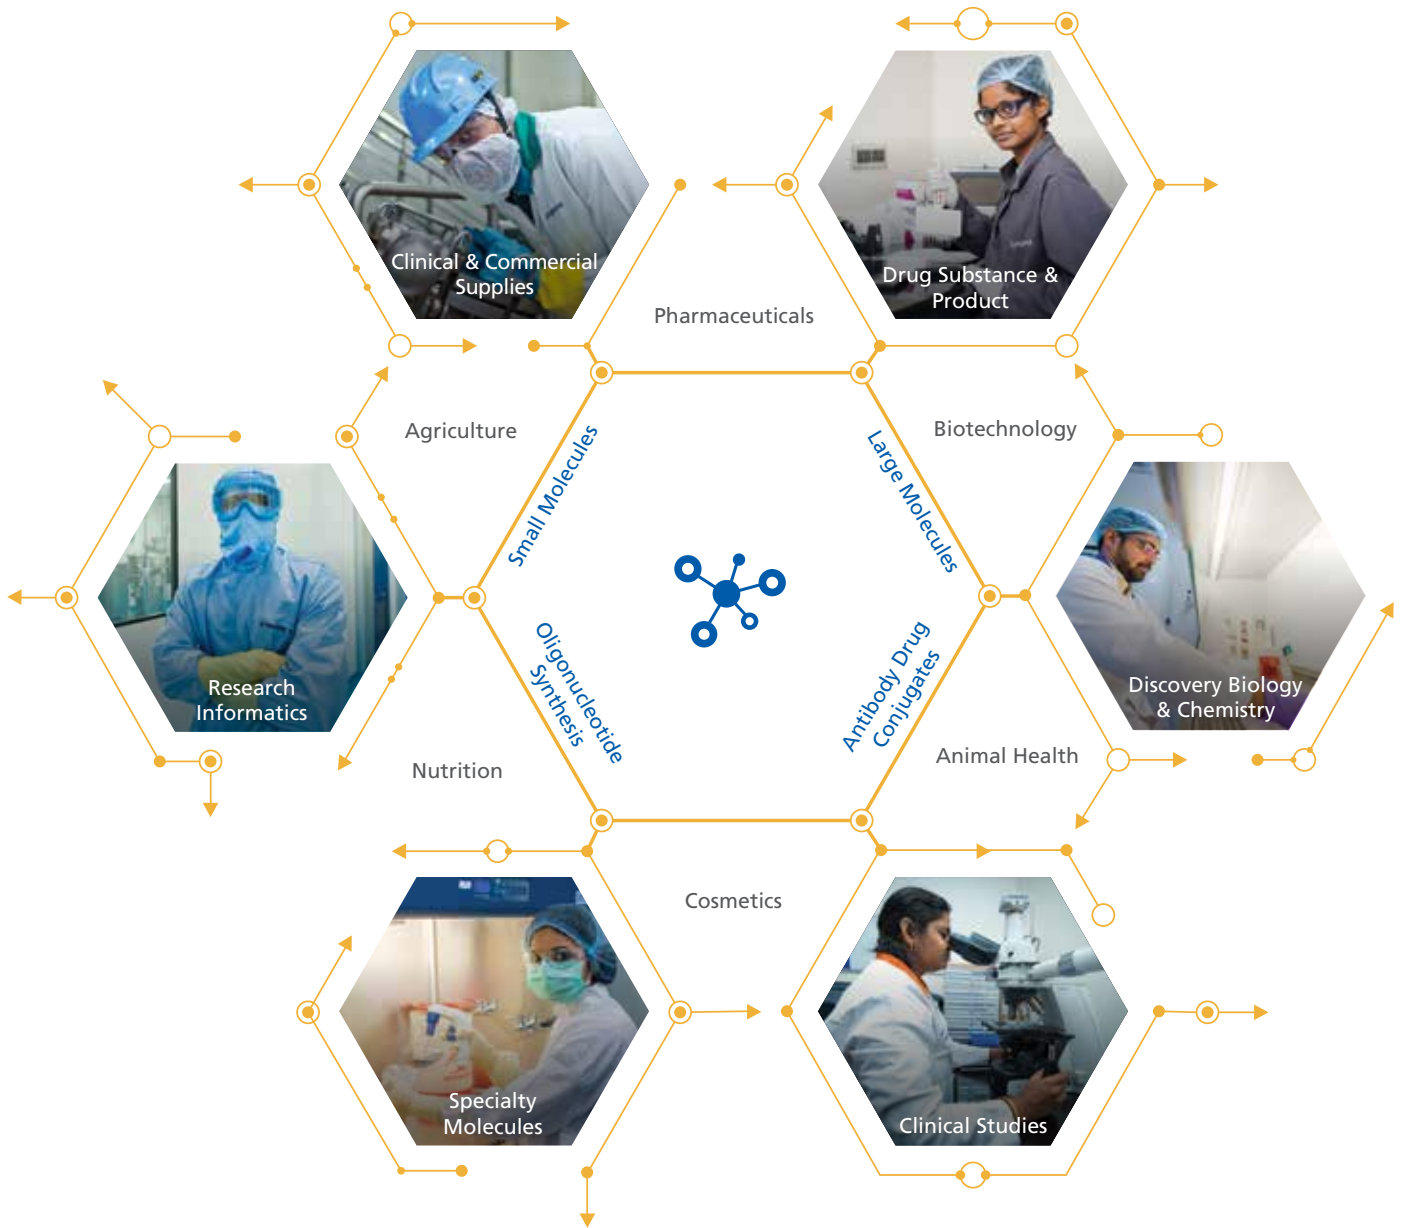 Clinical & Commercial
Supplies
Drug Substance &
Product
Pharmaceuticals
Agriculture
Biotechnology
Small Molecules
Large Molecules
Research
Informatics
Oligonucleotide
Synthesis
Antibody Drug
Conjugates
Discovery Biology
& Chemistry
Nutrition
Animal Health
Cosmetics
Specialty
Molecules
Clinical Studies